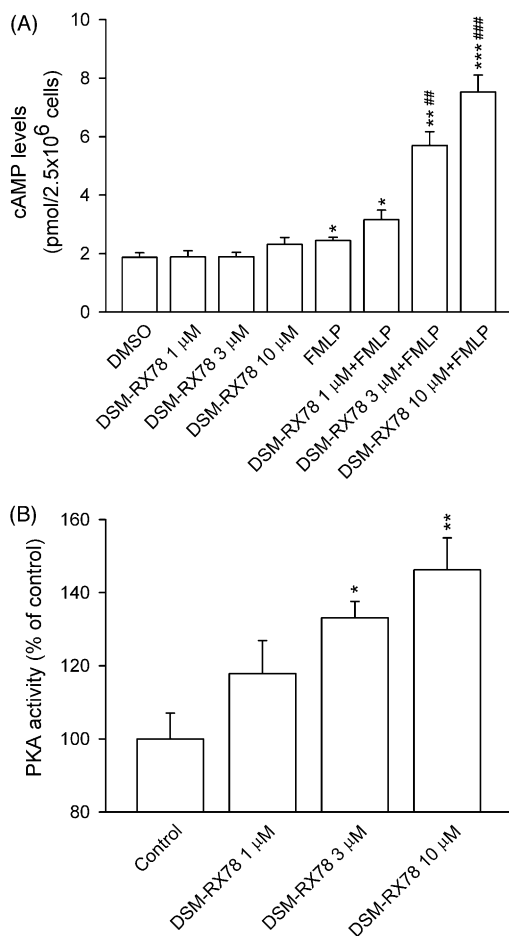 (A)
cAMP levels
(pmol/2.5x10⁶ cells)
10
8
6
4
2
0
*
*
** ##
*** ###
DMSO
DSM-RX78 1 μM
DSM-RX78 3 μM
DSM-RX78 10 μM
FMLP
DSM-RX78 1 μM+FMLP
DSM-RX78 3 μM+FMLP
DSM-RX78 10 μM+FMLP
(B)
PKA activity (% of control)
160
140
120
100
80
*
**
Control
DSM-RX78 1 μM
DSM-RX78 3 μM
DSM-RX78 10 μM